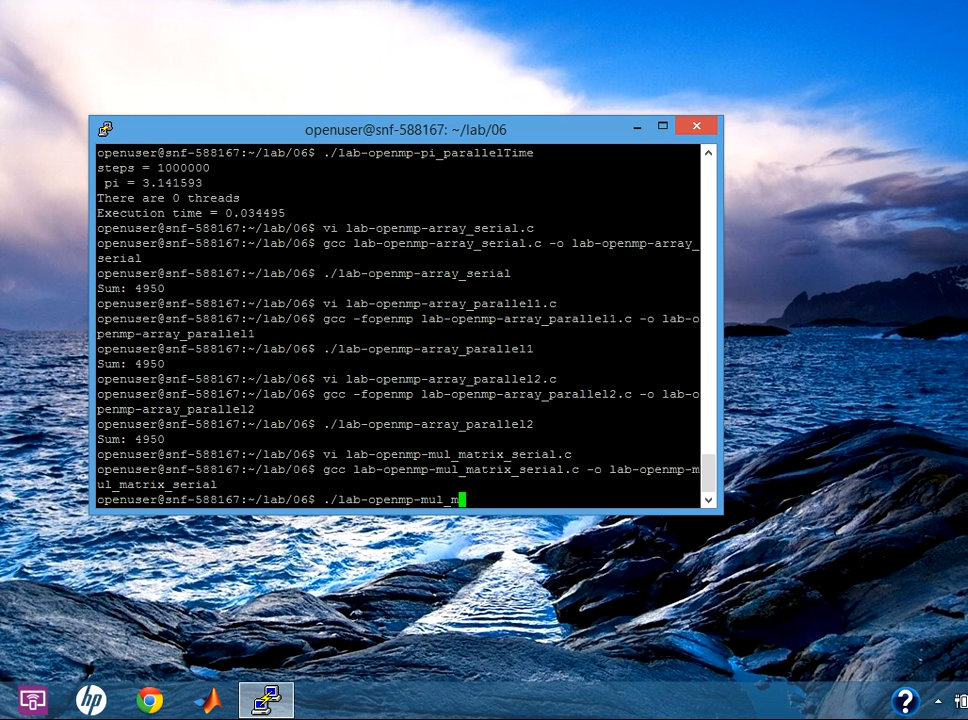 openuser@snf-588167: ~/lab/06
openuser@snf-588167:~/lab/06$ ./lab-openmp-pi_parallelTime
steps = 1000000
 pi = 3.141593
There are 0 threads
Execution time = 0.034495
openuser@snf-588167:~/lab/06$ vi lab-openmp-array_serial.c
openuser@snf-588167:~/lab/06$ gcc lab-openmp-array_serial.c -o lab-openmp-array_
serial
openuser@snf-588167:~/lab/06$ ./lab-openmp-array_serial
Sum: 4950
openuser@snf-588167:~/lab/06$ vi lab-openmp-array_parallel1.c
openuser@snf-588167:~/lab/06$ gcc -fopenmp lab-openmp-array_parallel1.c -o lab-o
penmp-array_parallel1
openuser@snf-588167:~/lab/06$ ./lab-openmp-array_parallel1
Sum: 4950
openuser@snf-588167:~/lab/06$ vi lab-openmp-array_parallel2.c
openuser@snf-588167:~/lab/06$ gcc -fopenmp lab-openmp-array_parallel2.c -o lab-o
penmp-array_parallel2
openuser@snf-588167:~/lab/06$ ./lab-openmp-array_parallel2
Sum: 4950
openuser@snf-588167:~/lab/06$ vi lab-openmp-mul_matrix_serial.c
openuser@snf-588167:~/lab/06$ gcc lab-openmp-mul_matrix_serial.c -o lab-openmp-m
ul_matrix_serial
openuser@snf-588167:~/lab/06$ ./lab-openmp-mul_m
hp
?